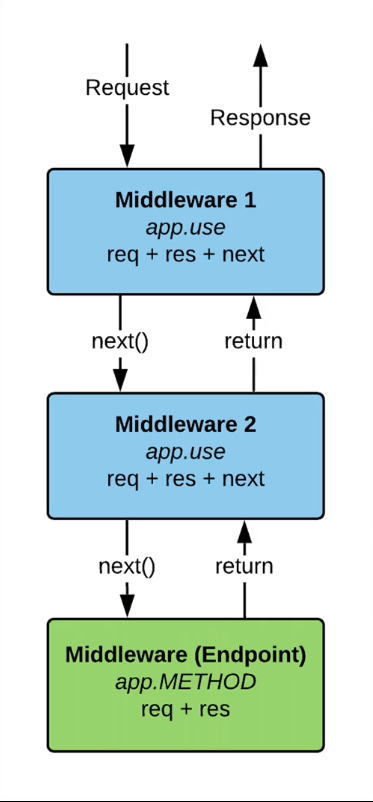 Request
Response
Middleware 1
app.use
req + res + next
next()
return
Middleware 2
app.use
req + res + next
next()
return
Middleware (Endpoint)
app.METHOD
req + res